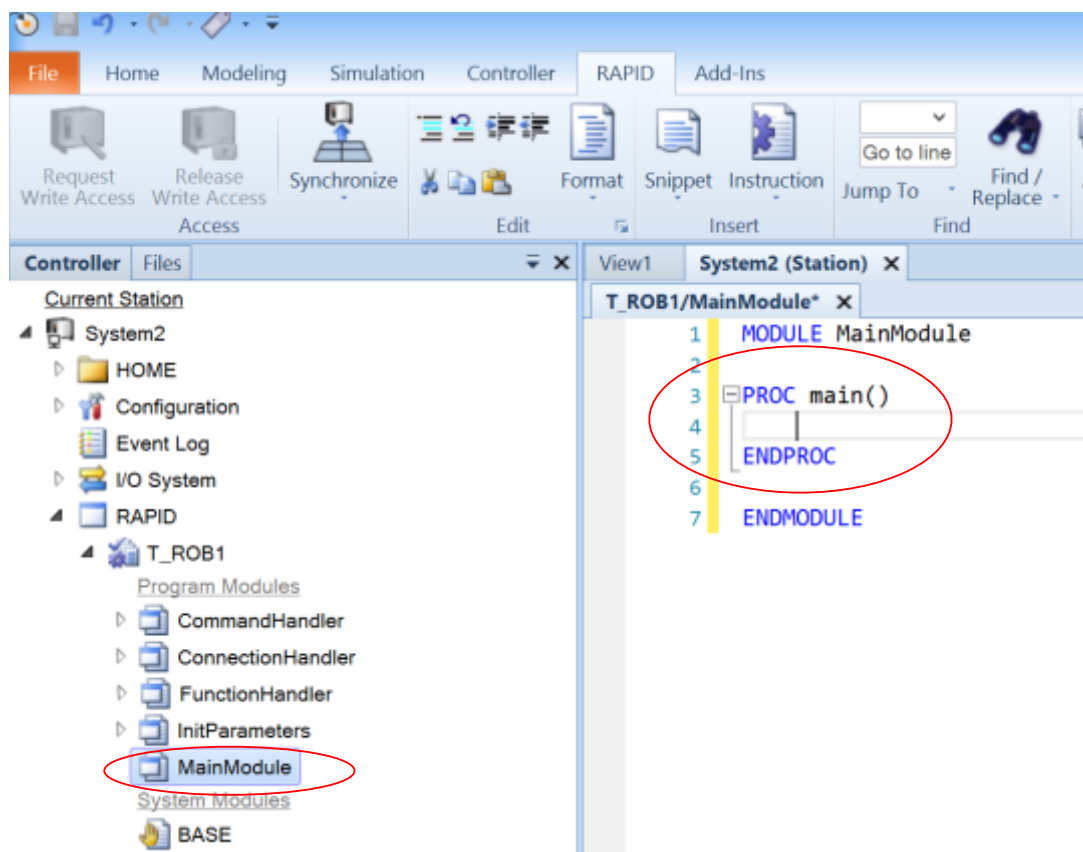 File Home Modeling Simulation Controller RAPID Add-Ins
Request Write Access
Release Write Access
Synchronize
Format
Snippet
Instruction
Go to line
Jump To
Find / Replace
Access Edit Insert Find
Controller Files
View1 System2 (Station)
Current Station
System2
HOME
Configuration
Event Log
I/O System
RAPID
T_ROB1
Program Modules
CommandHandler
ConnectionHandler
FunctionHandler
InitParameters
MainModule
System Modules
BASE
T_ROB1/MainModule*
1 MODULE MainModule
2
3 PROC main()
4
5 ENDPROC
6
7 ENDMODULE